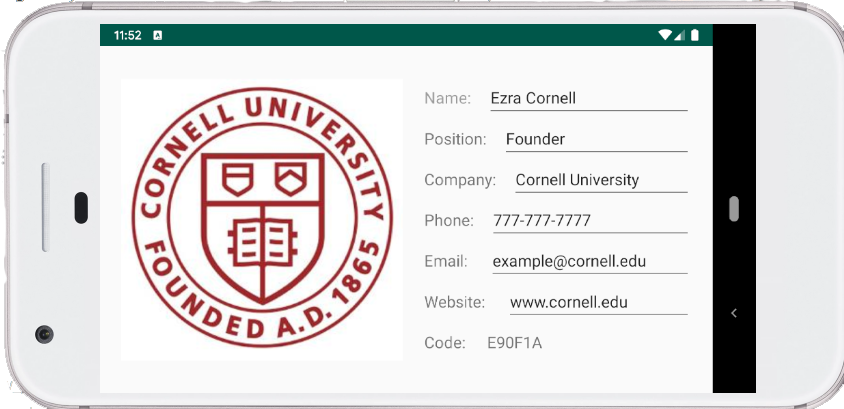 11:52
CORNELL UNIVERSITY
FOUNDED A.D. 1865
Name: Ezra Cornell
Position: Founder
Company: Cornell University
Phone: 777-777-7777
Email: example@cornell.edu
Website: www.cornell.edu
Code: E90F1A